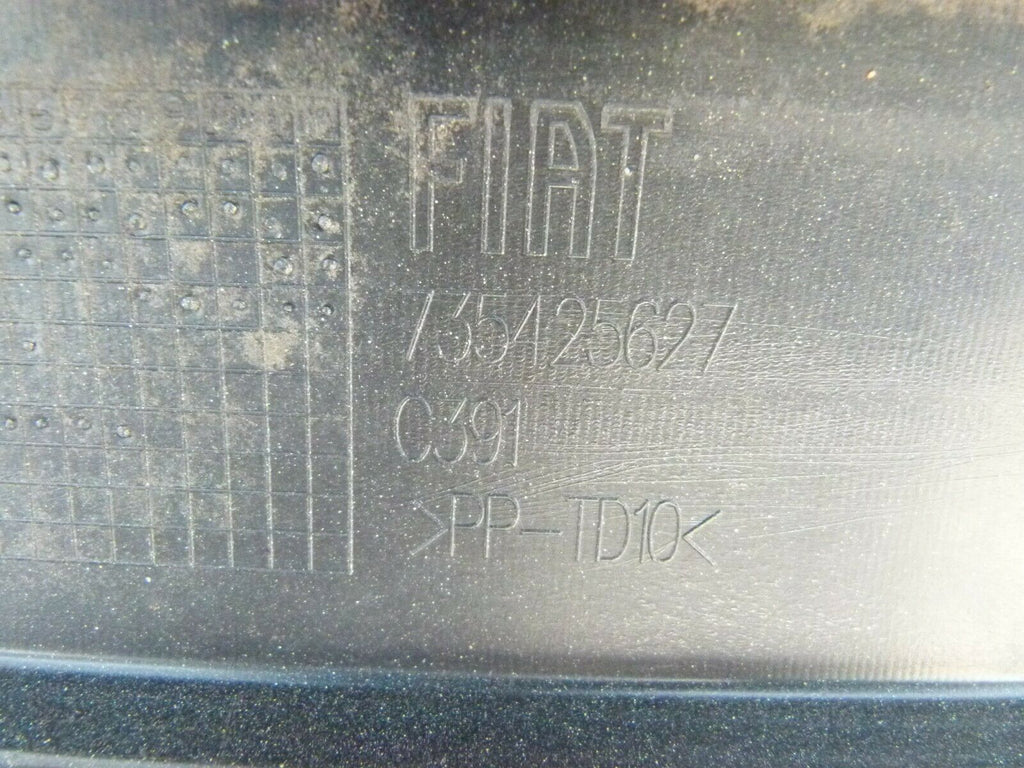 FIAT
735425627
C391
>PP-TD10<